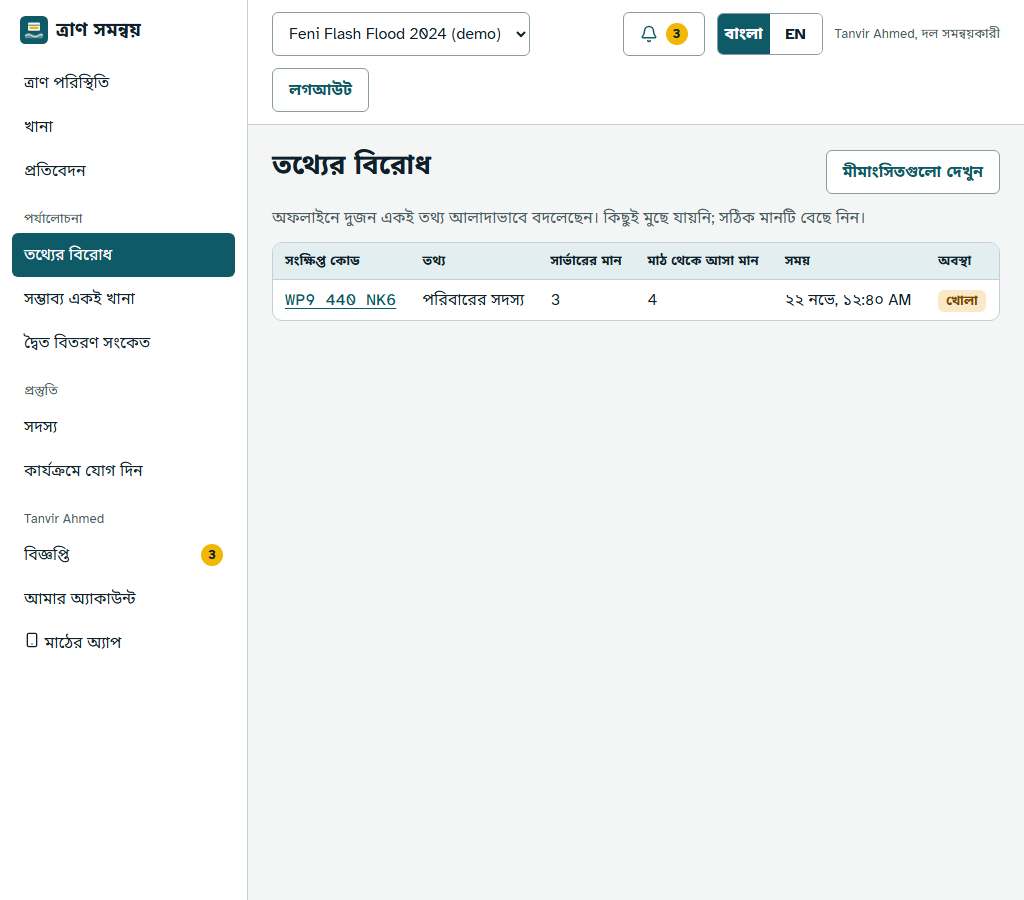 ত্রাণ সমন্বয়
ত্রাণ পরিস্থিতি
খানা
প্রতিবেদন
পর্যালোচনা
তথ্যের বিরোধ
সম্ভাব্য একই খানা
দ্বৈত বিতরণ সংকেত
প্রস্তুতি
সদস্য
কার্যক্রমে যোগ দিন
Tanvir Ahmed
বিজ্ঞপ্তি 3
আমার অ্যাকাউন্ট
মাঠের অ্যাপ
Feni Flash Flood 2024 (demo) 3 বাংলা EN Tanvir Ahmed, দল সমন্বয়কারী
লগআউট
তথ্যের বিরোধ মীমাংসিতগুলো দেখুন
অফলাইনে দুজন একই তথ্য আলাদাভাবে বদলেছেন। কিছুই মুছে যায়নি; সঠিক মানটি বেছে নিন।
সংক্ষিপ্ত কোড তথ্য সার্ভারের মান মাঠ থেকে আসা মান সময় অবস্থা
WP9 440 NK6 পরিবারের সদস্য 3 4 ২২ নভে, ১২:৪০ AM খোলা